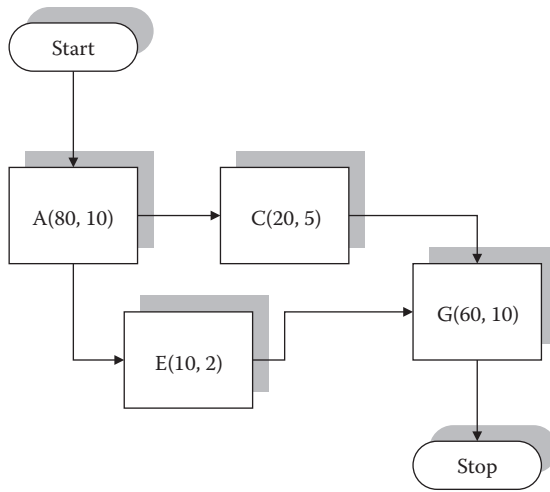 Start
A(80, 10)
C(20, 5)
G(60, 10)
E(10, 2)
Stop